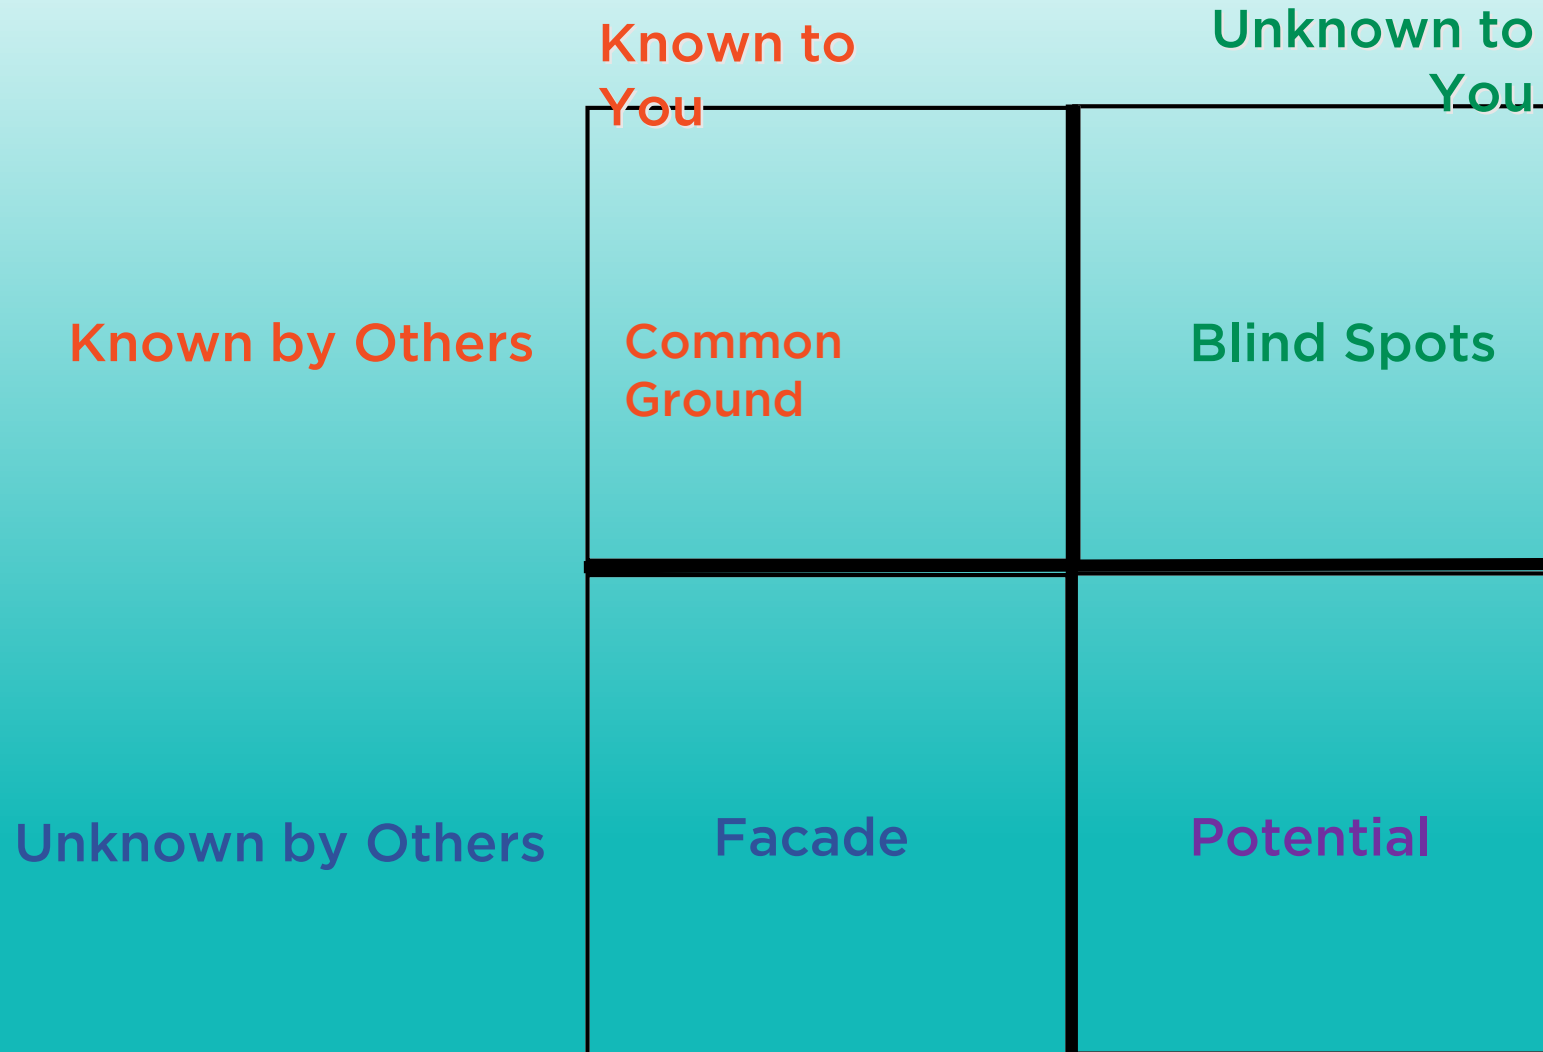 Known to
You
Unknown to
You
Known by Others
Common
Ground
Blind Spots
Unknown by Others
Facade
Potential